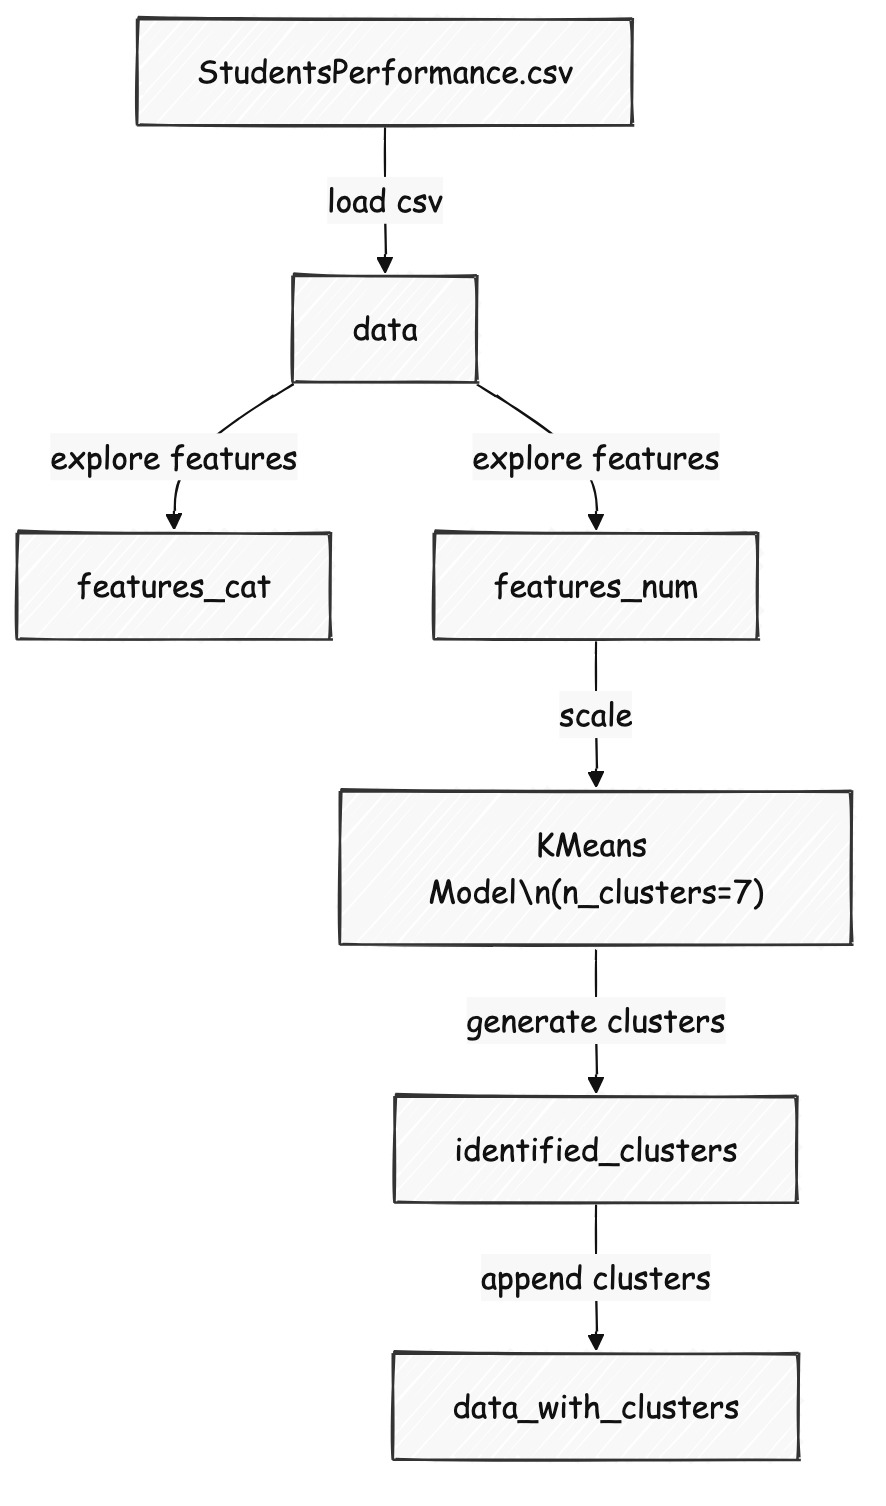 StudentsPerformance.csv
load csv
data
explore features
explore features
features_cat
features_num
scale
KMeans
Model\n(n_clusters=7)
generate clusters
identified_clusters
append clusters
data_with_clusters